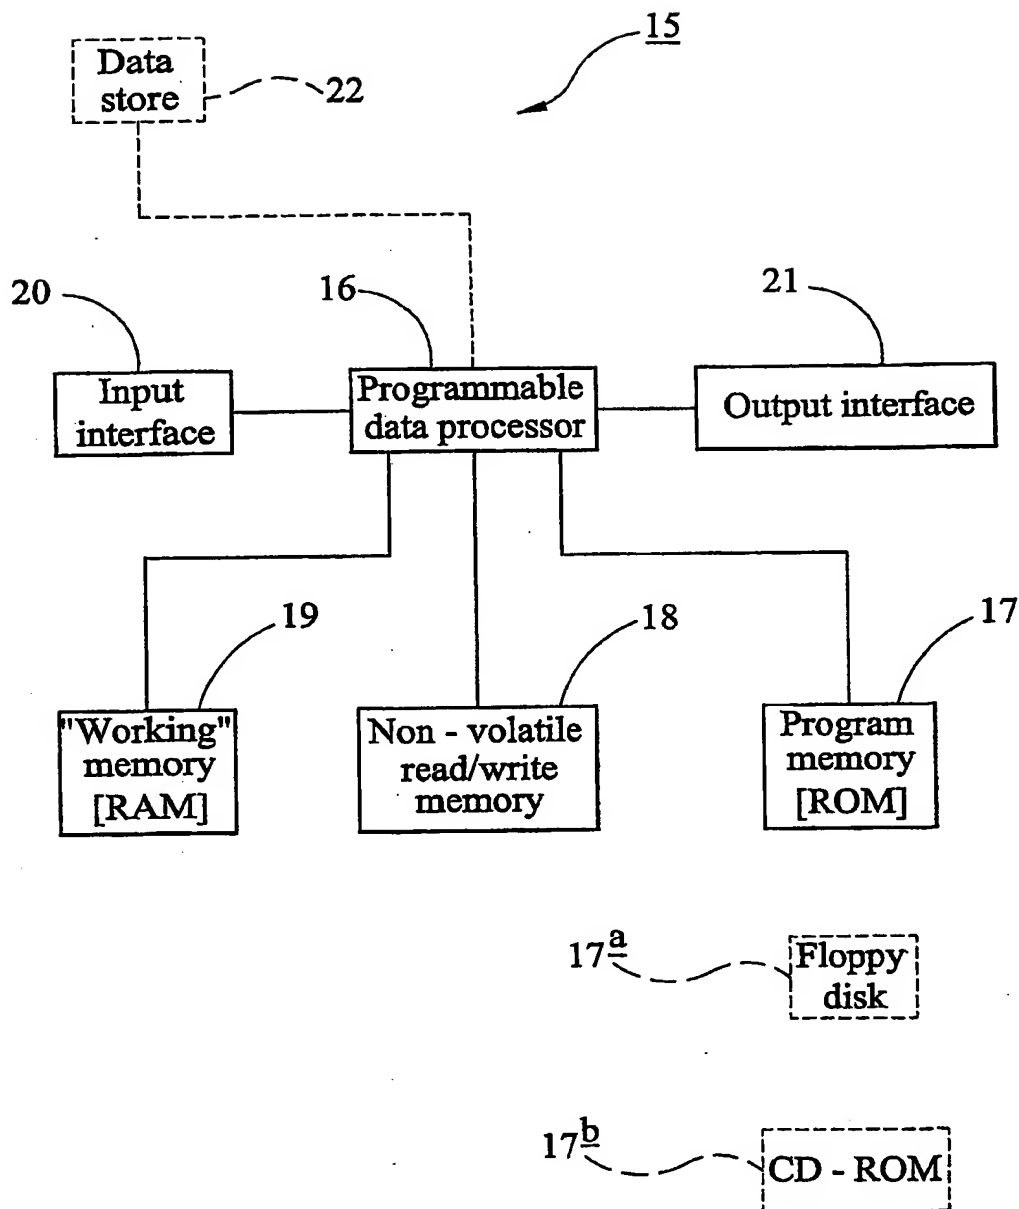 15
Data
store
22
20
16
21
Input
interface
Programmable
data processor
Output interface
19
18
17
"Working"
memory
[RAM]
Non - volatile
read/write
memory
Program
memory
[ROM]
17a
Floppy
disk
17b
CD - ROM